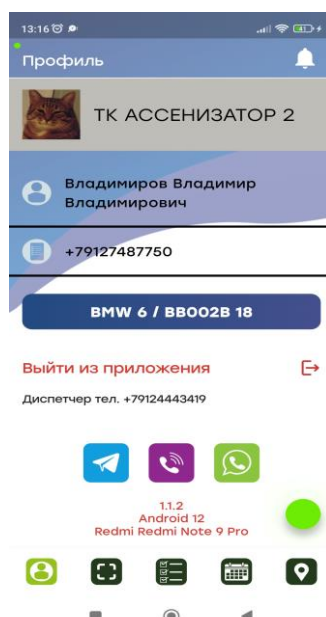 13:16
Профиль
ТК АССЕНИЗАТОР 2
Владимиров Владимир
Владимирович
+79127487750
BMW 6 / BB002B 18
Выйти из приложения
Диспетчер тел. +79124443419
1.1.2
Android 12
Redmi Redmi Note 9 Pro